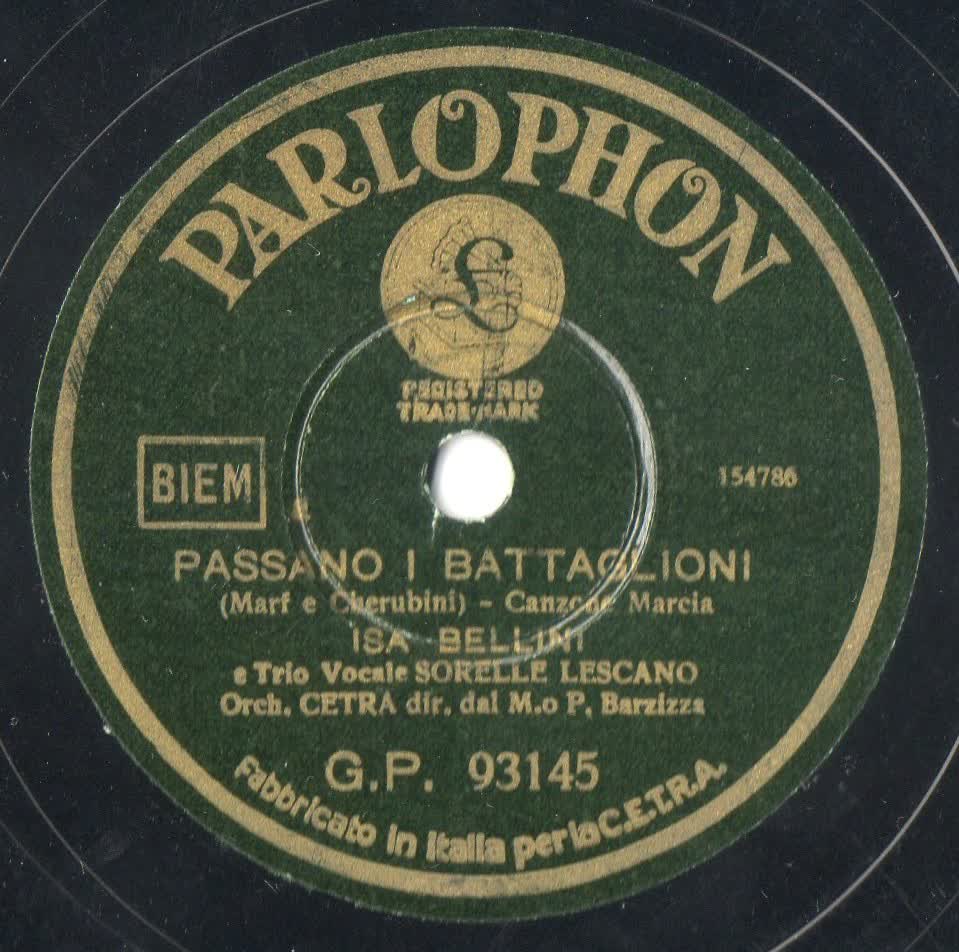 PARLOPHON
£
REGISTERED
TRADE-MARK
BIEM
154786
PASSANO I BATTAGLIONI
(Marf e Cherubini) - Canzone Marcia
ISA BELLINI
e Trio Vocale SORELLE LESCANO
Orch. CETRA dir. dal M.o P. Barzizza
G.P. 93145
Fabbricato in Italia per la C.E.T.R.A.